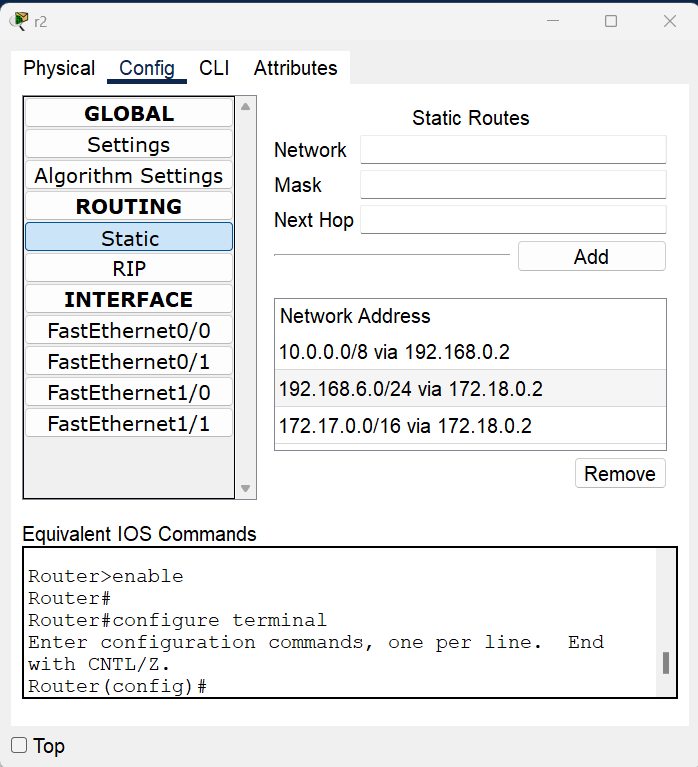 r2
Physical Config CLI Attributes
GLOBAL
Settings
Algorithm Settings
ROUTING
Static
RIP
INTERFACE
FastEthernet0/0
FastEthernet0/1
FastEthernet1/0
FastEthernet1/1
Static Routes
Network
Mask
Next Hop
Add
Network Address
10.0.0.0/8 via 192.168.0.2
192.168.6.0/24 via 172.18.0.2
172.17.0.0/16 via 172.18.0.2
Remove
Equivalent IOS Commands
Router>enable
Router#
Router#configure terminal
Enter configuration commands, one per line.  End
with CNTL/Z.
Router(config)#
Top